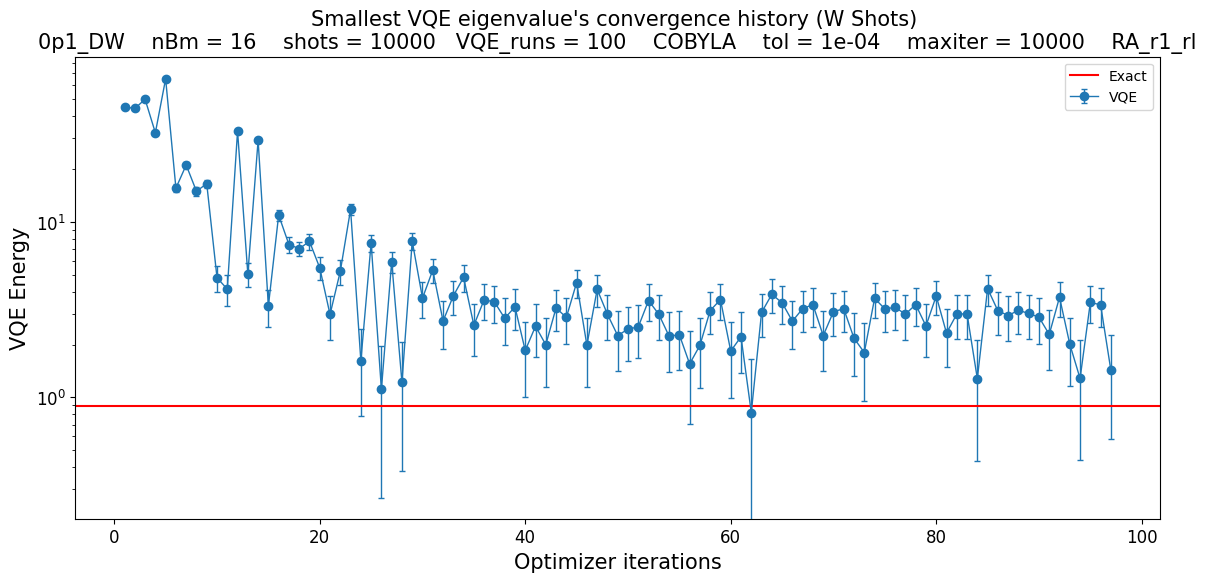 Smallest VQE eigenvalue's convergence history (W Shots)
0p1_DW nBm = 16 shots = 10000 VQE_runs = 100 COBYLA tol = 1e-04 maxiter = 10000 RA_r1_rl
Exact
VQE
VQE Energy
10¹
10⁰
0 20 40 60 80 100
Optimizer iterations